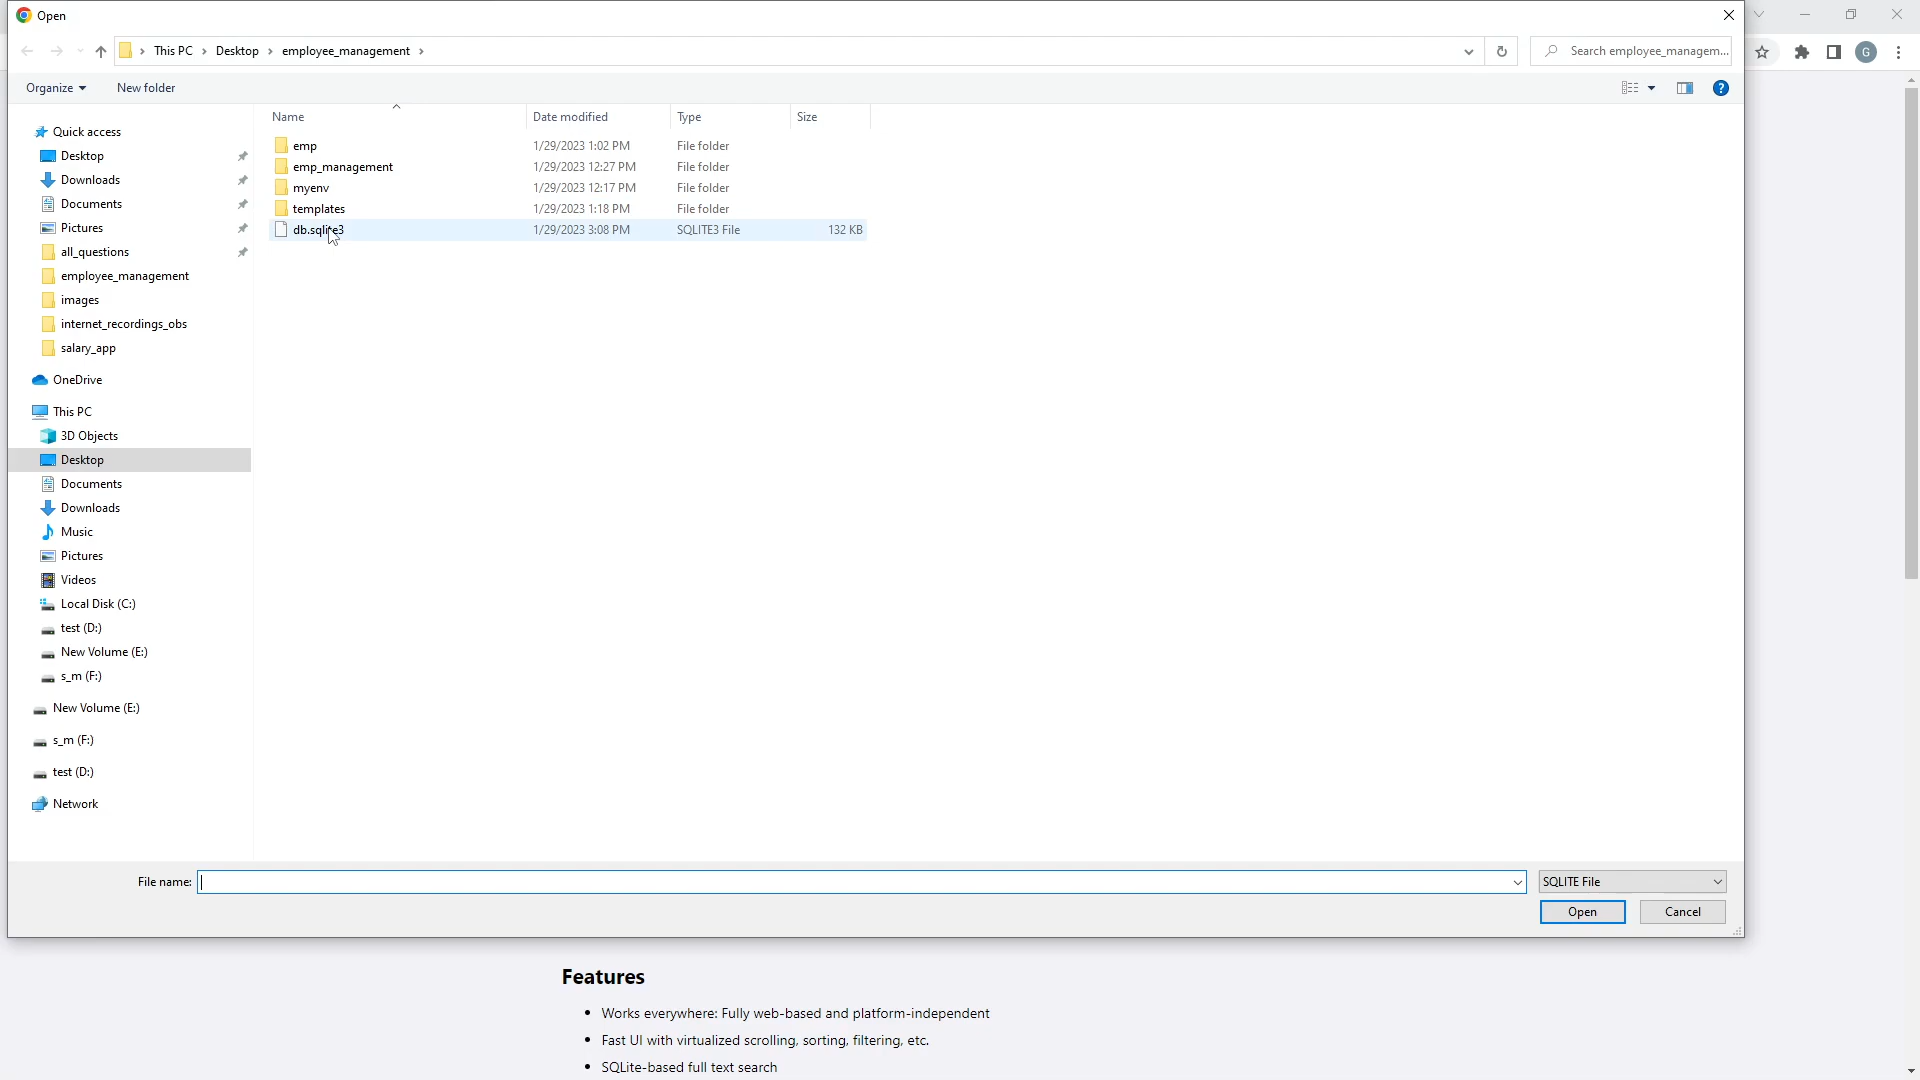 Open
This PC
Desktop
employee_management
Search employee_managem...
G
Organize
New folder
?
Name
Date modified
Type
Size
emp
1/29/2023 1:02 PM
File folder
emp_management
1/29/2023 12:27 PM
File folder
myenv
1/29/2023 12:17 PM
File folder
templates
1/29/2023 1:18 PM
File folder
db.sqlite3
1/29/2023 3:08 PM
SQLITE3 File
132 KB
Quick access
Desktop
Downloads
Documents
Pictures
all_questions
employee_management
images
internet_recordings_obs
salary_app
OneDrive
This PC
3D Objects
Desktop
Documents
Downloads
Music
Pictures
Videos
Local Disk (C:)
test (D:)
New Volume (E:)
s_m (F:)
New Volume (E:)
s_m (F:)
test (D:)
Network
File name:
SQLITE File
Open
Cancel
Features
• Works everywhere: Fully web-based and platform-independent
• Fast UI with virtualized scrolling, sorting, filtering, etc.
• SQLite-based full text search